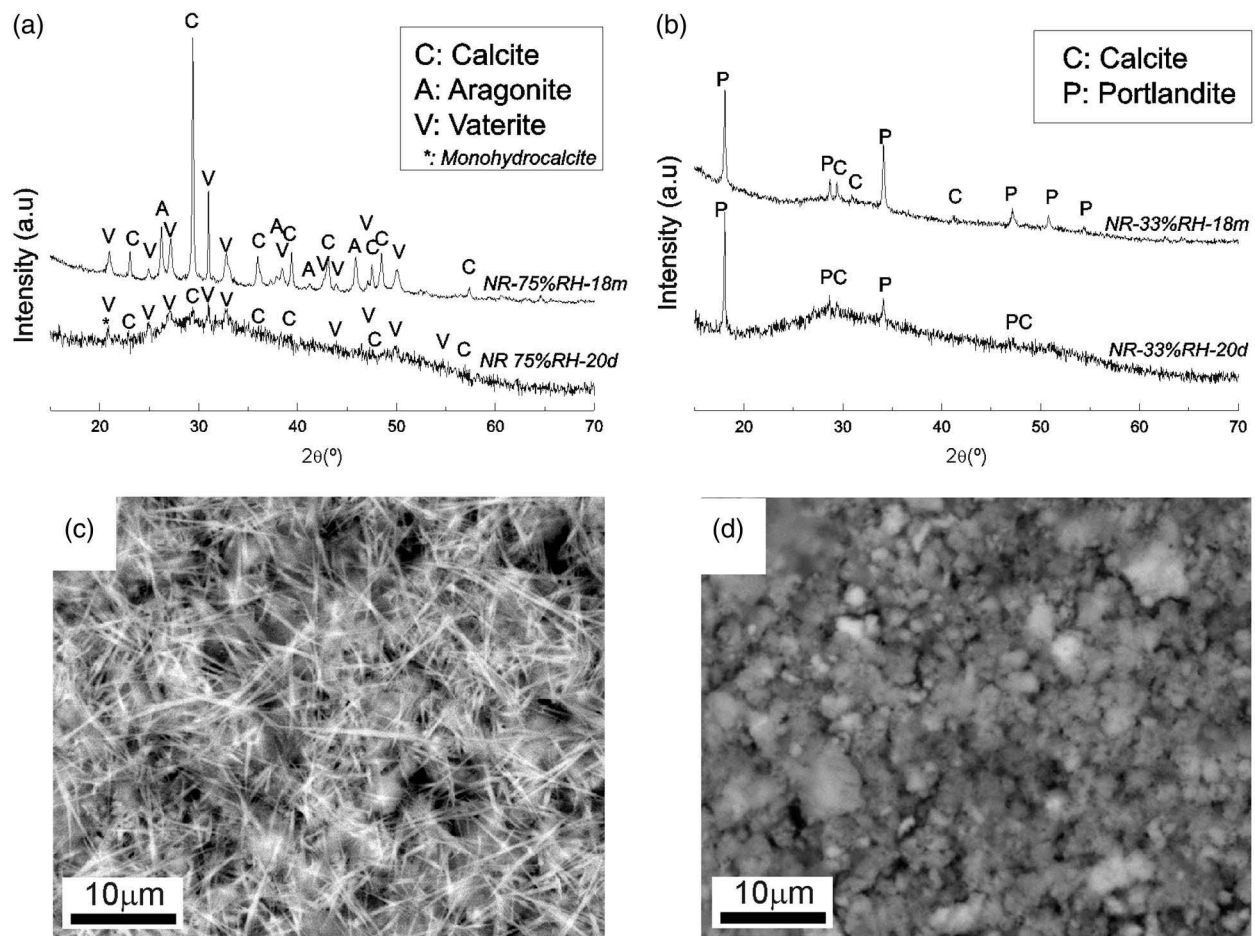 (a)
C
C: Calcite
A: Aragonite
V: Vaterite
*: Monohydrocalcite
V
A
V C V V C A C V A V C A V V C C V C
NR-75%RH-18m
V
* C V V C V V C C V V C V V C
NR 75%RH-20d
Intensity (a.u)
20 30 40 50 60 70
2θ(º)
(b)
C: Calcite
P: Portlandite
P
P
P C C C P P P
NR-33%RH-18m
P
PC P PC
NR-33%RH-20d
Intensity (a.u)
20 30 40 50 60 70
2θ(º)
(c)
10μm
(d)
10μm